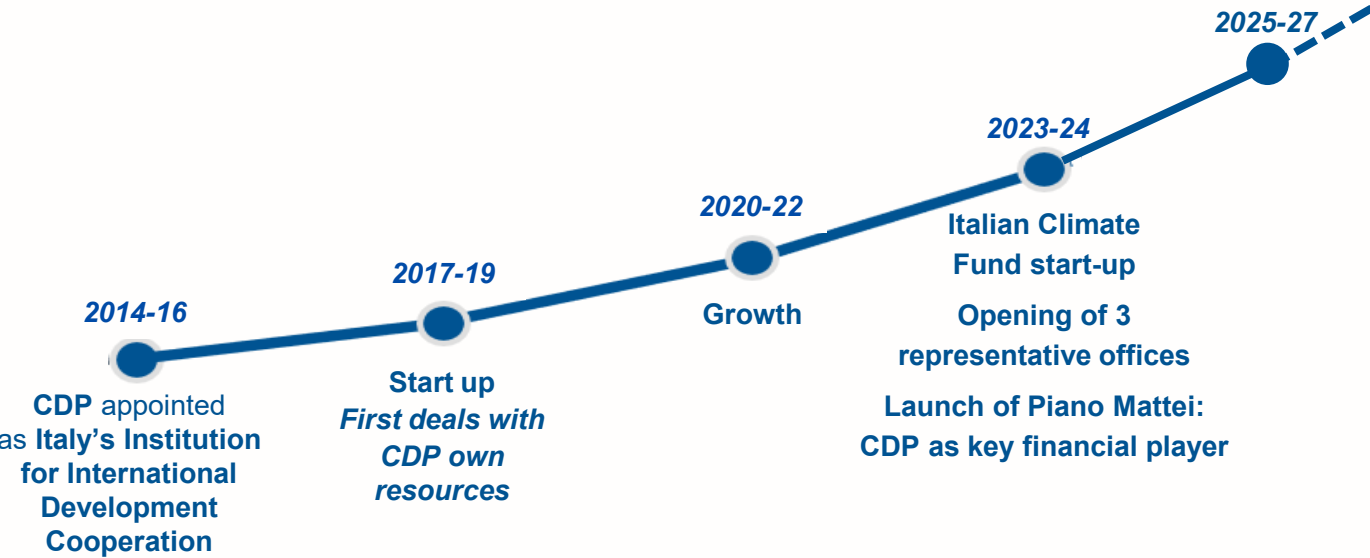 2014-16
CDP appointed
as Italy's Institution
for International
Development
Cooperation
2017-19
Start up
First deals with
CDP own
resources
2020-22
Growth
2023-24
Italian Climate
Fund start-up
Opening of 3
representative offices
Launch of Piano Mattei:
CDP as key financial player
2025-27